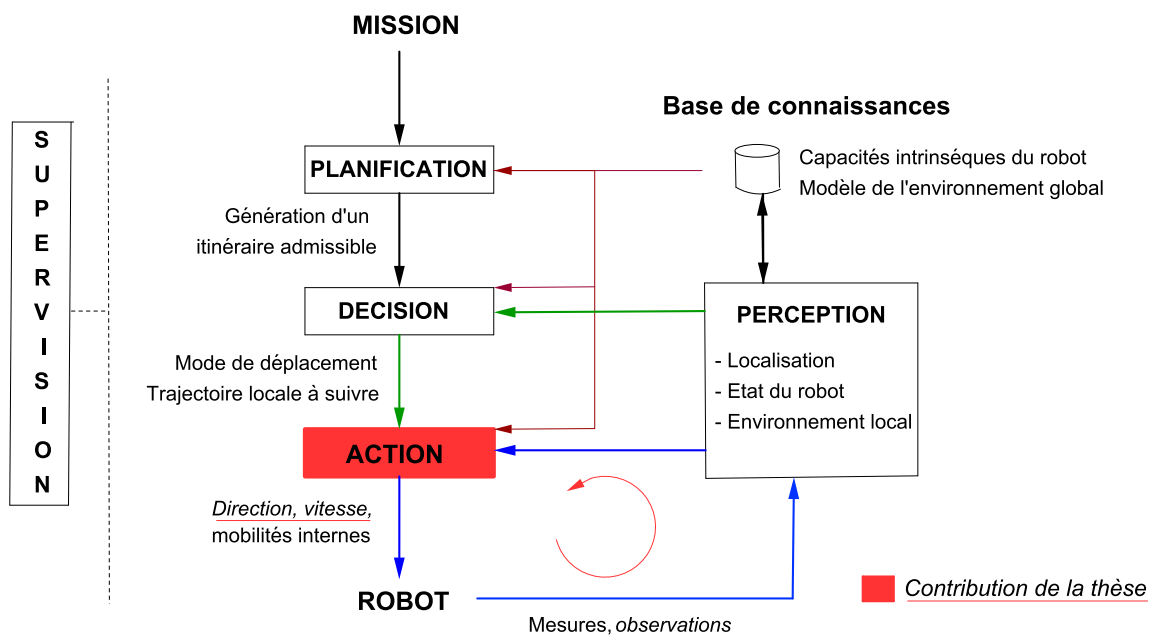 MISSION
Base de connaissances
SUPERVISION
PLANIFICATION
Capacités intrinséques du robot
Modèle de l'environnement global
Génération d'un
itinéraire admissible
DECISION
PERCEPTION
- Localisation
- Etat du robot
- Environnement local
Mode de déplacement
Trajectoire locale à suivre
ACTION
Direction, vitesse,
mobilités internes
ROBOT
Mesures, observations
Contribution de la thèse